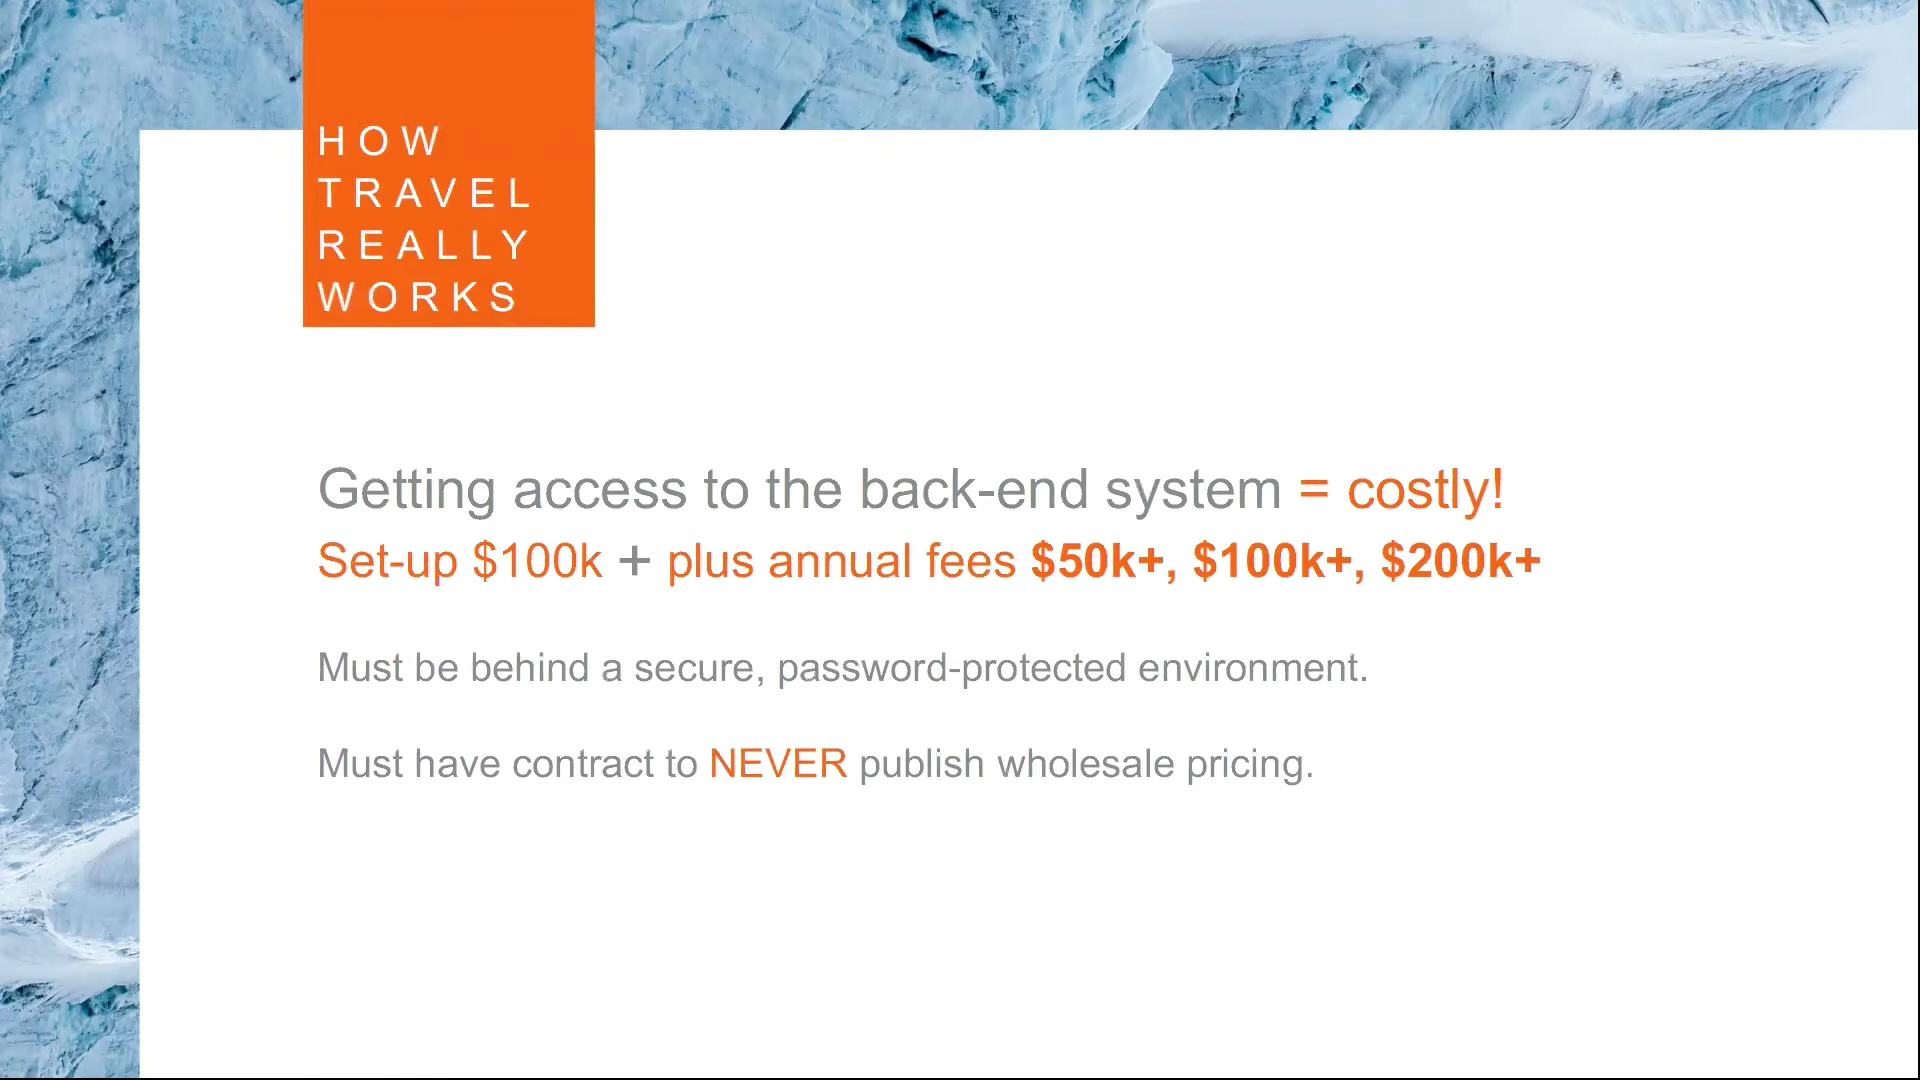 HOW
TRAVEL
REALLY
WORKS
Getting access to the back-end system = costly!
Set-up $100k + plus annual fees $50k+, $100k+, $200k+
Must be behind a secure, password-protected environment.
Must have contract to NEVER publish wholesale pricing.